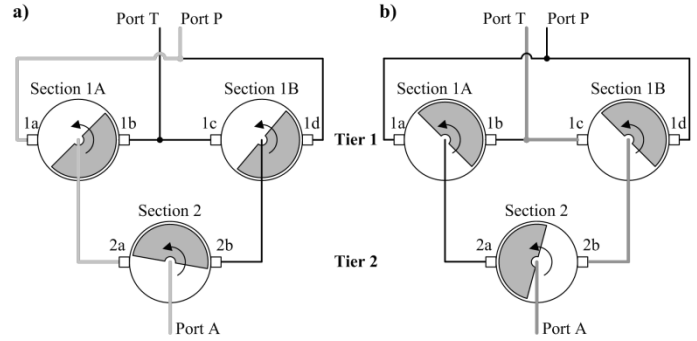 a)
Port T Port P
Section 1A Section 1B
1a 1b 1c 1d
Section 2
2a 2b
Port A
Tier 1
Tier 2
b)
Port T Port P
Section 1A Section 1B
1a 1b 1c 1d
Section 2
2a 2b
Port A